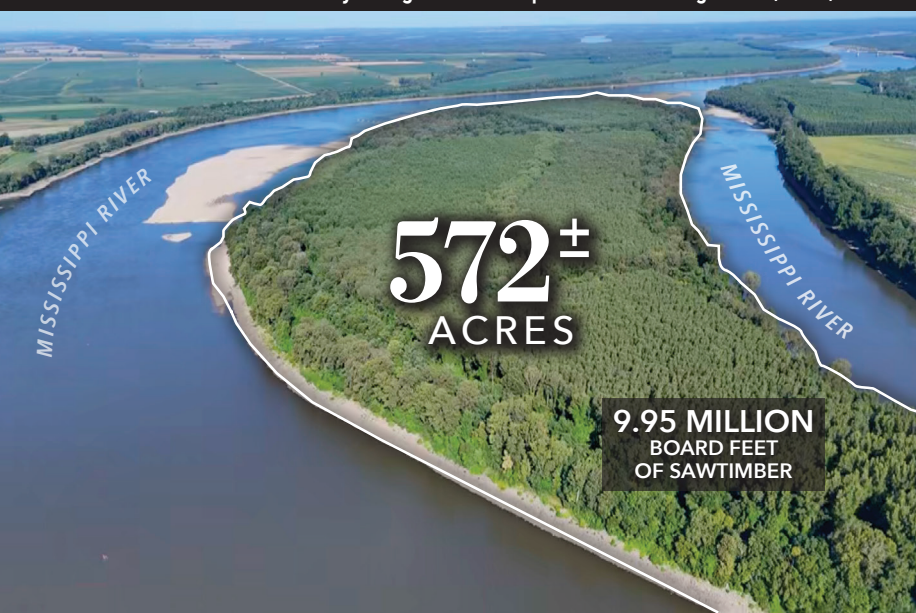 MISSISSIPPI RIVER
572±
ACRES
MISSISSIPPI RIVER
9.95 MILLION
BOARD FEET
OF SAWTIMBER